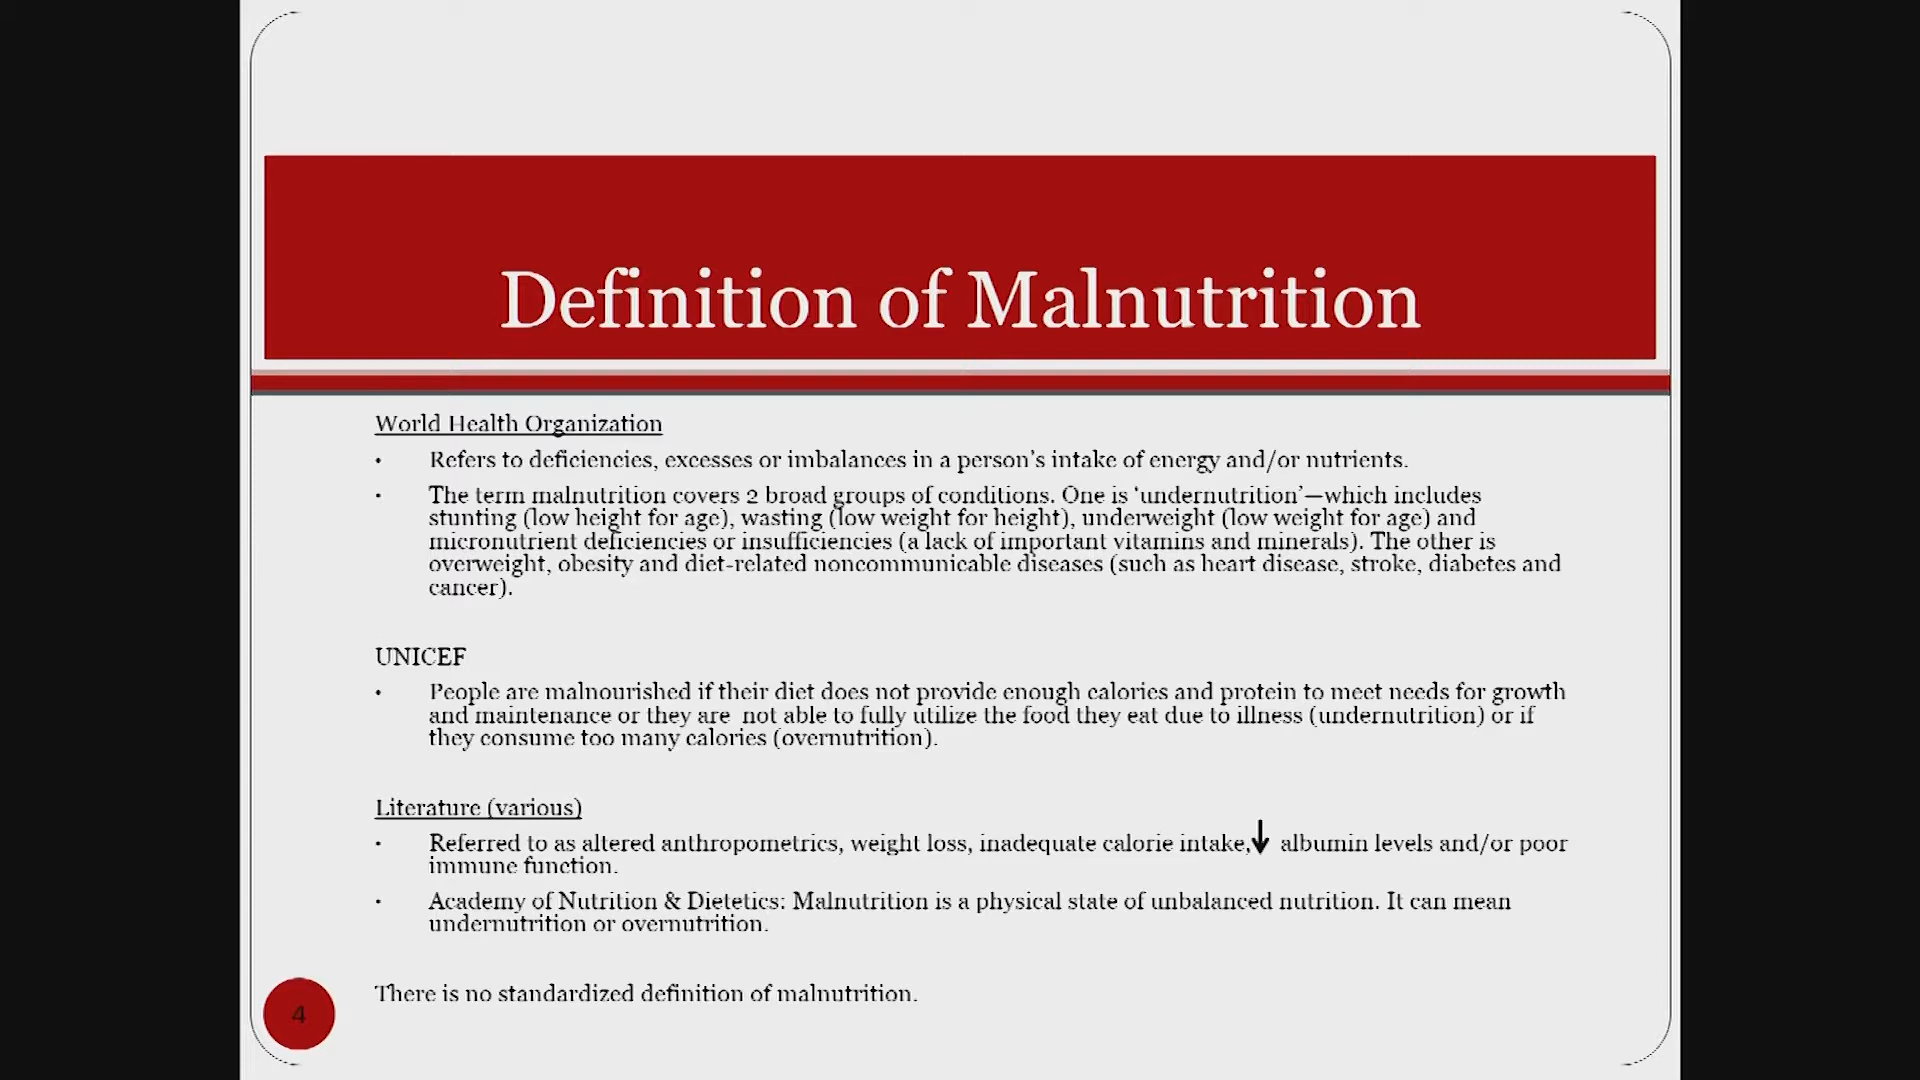 Definition of Malnutrition
World Health Organization
• Refers to deficiencies, excesses or imbalances in a person's intake of energy and/or nutrients.
• The term malnutrition covers 2 broad groups of conditions. One is 'undernutrition'—which includes
stunting (low height for age), wasting (low weight for height), underweight (low weight for age) and
micronutrient deficiencies or insufficiencies (a lack of important vitamins and minerals). The other is
overweight, obesity and diet-related noncommunicable diseases (such as heart disease, stroke, diabetes and
cancer).
UNICEF
• People are malnourished if their diet does not provide enough calories and protein to meet needs for growth
and maintenance or they are not able to fully utilize the food they eat due to illness (undernutrition) or if
they consume too many calories (overnutrition).
Literature (various)
• Referred to as altered anthropometrics, weight loss, inadequate calorie intake,↓ albumin levels and/or poor
immune function.
• Academy of Nutrition & Dietetics: Malnutrition is a physical state of unbalanced nutrition. It can mean
undernutrition or overnutrition.
There is no standardized definition of malnutrition.
4